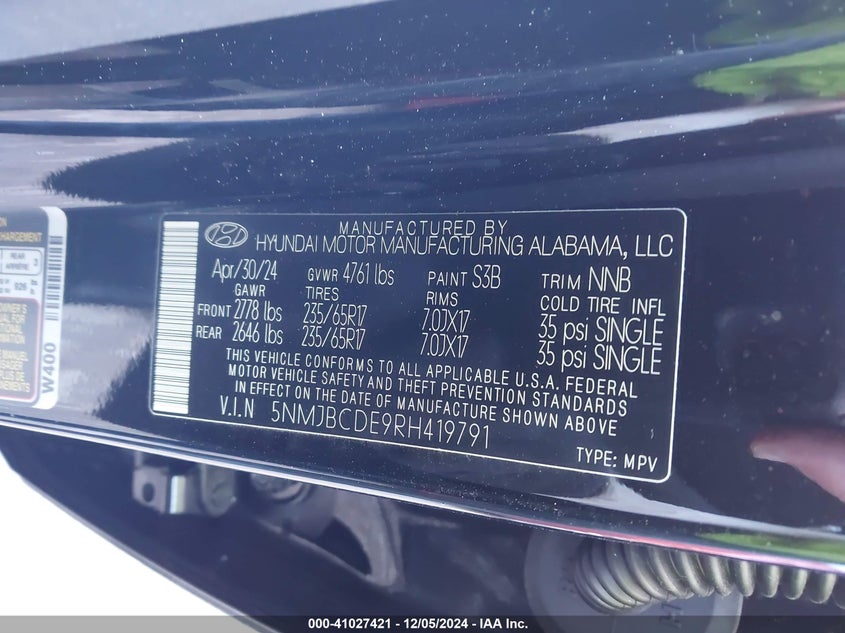 CHARGEMENT
REAR
ARRIÈRE
926
W400
MANUFACTURED BY
HYUNDAI MOTOR MANUFACTURING ALABAMA, LLC
Apr/30/24 GVWR 4761 lbs PAINT S3B TRIM NNB
GAWR TIRES RIMS COLD TIRE INFL
FRONT 2778 lbs 235/65R17 7.0JX17 35 psi SINGLE
REAR 2646 lbs 235/65R17 7.0JX17 35 psi SINGLE
THIS VEHICLE CONFORMS TO ALL APPLICABLE U.S.A. FEDERAL
MOTOR VEHICLE SAFETY AND THEFT PREVENTION STANDARDS
IN EFFECT ON THE DATE OF MANUFACTURE SHOWN ABOVE
V.I.N 5NMJBCDE9RH419791
TYPE: MPV
000-41027421 - 12/05/2024 - IAA Inc.